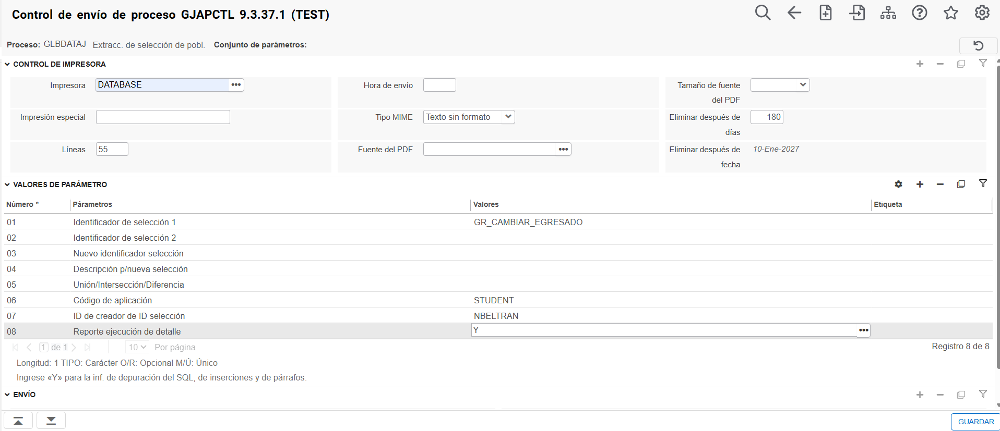 Control de envío de proceso GJAPCTL 9.3.37.1 (TEST)
Proceso: GLBDATAJ Extracc. de selección de pobl. Conjunto de parámetros:
CONTROL DE IMPRESORA
Impresora DATABASE
Hora de envío
Tamaño de fuente del PDF
Impresión especial
Tipo MIME Texto sin formato
Eliminar después de días 180
Líneas 55
Fuente del PDF
Eliminar después de fecha 10-Ene-2027
VALORES DE PARÁMETRO
Número * Párametros Valores Etiqueta
01 Identificador de selección 1 GR_CAMBIAR_EGRESADO
02 Identificador de selección 2
03 Nuevo identificador selección
04 Descripción p/nueva selección
05 Unión/Intersección/Diferencia
06 Código de aplicación STUDENT
07 ID de creador de ID selección NBELTRAN
08 Reporte ejecución de detalle Y
1 de 1 10 Por página Registro 8 de 8
Longitud: 1 TIPO: Carácter O/R: Opcional M/Ú: Único
Ingrese «Y» para la inf. de depuración del SQL, de inserciones y de párrafos.
ENVÍO
GUARDAR